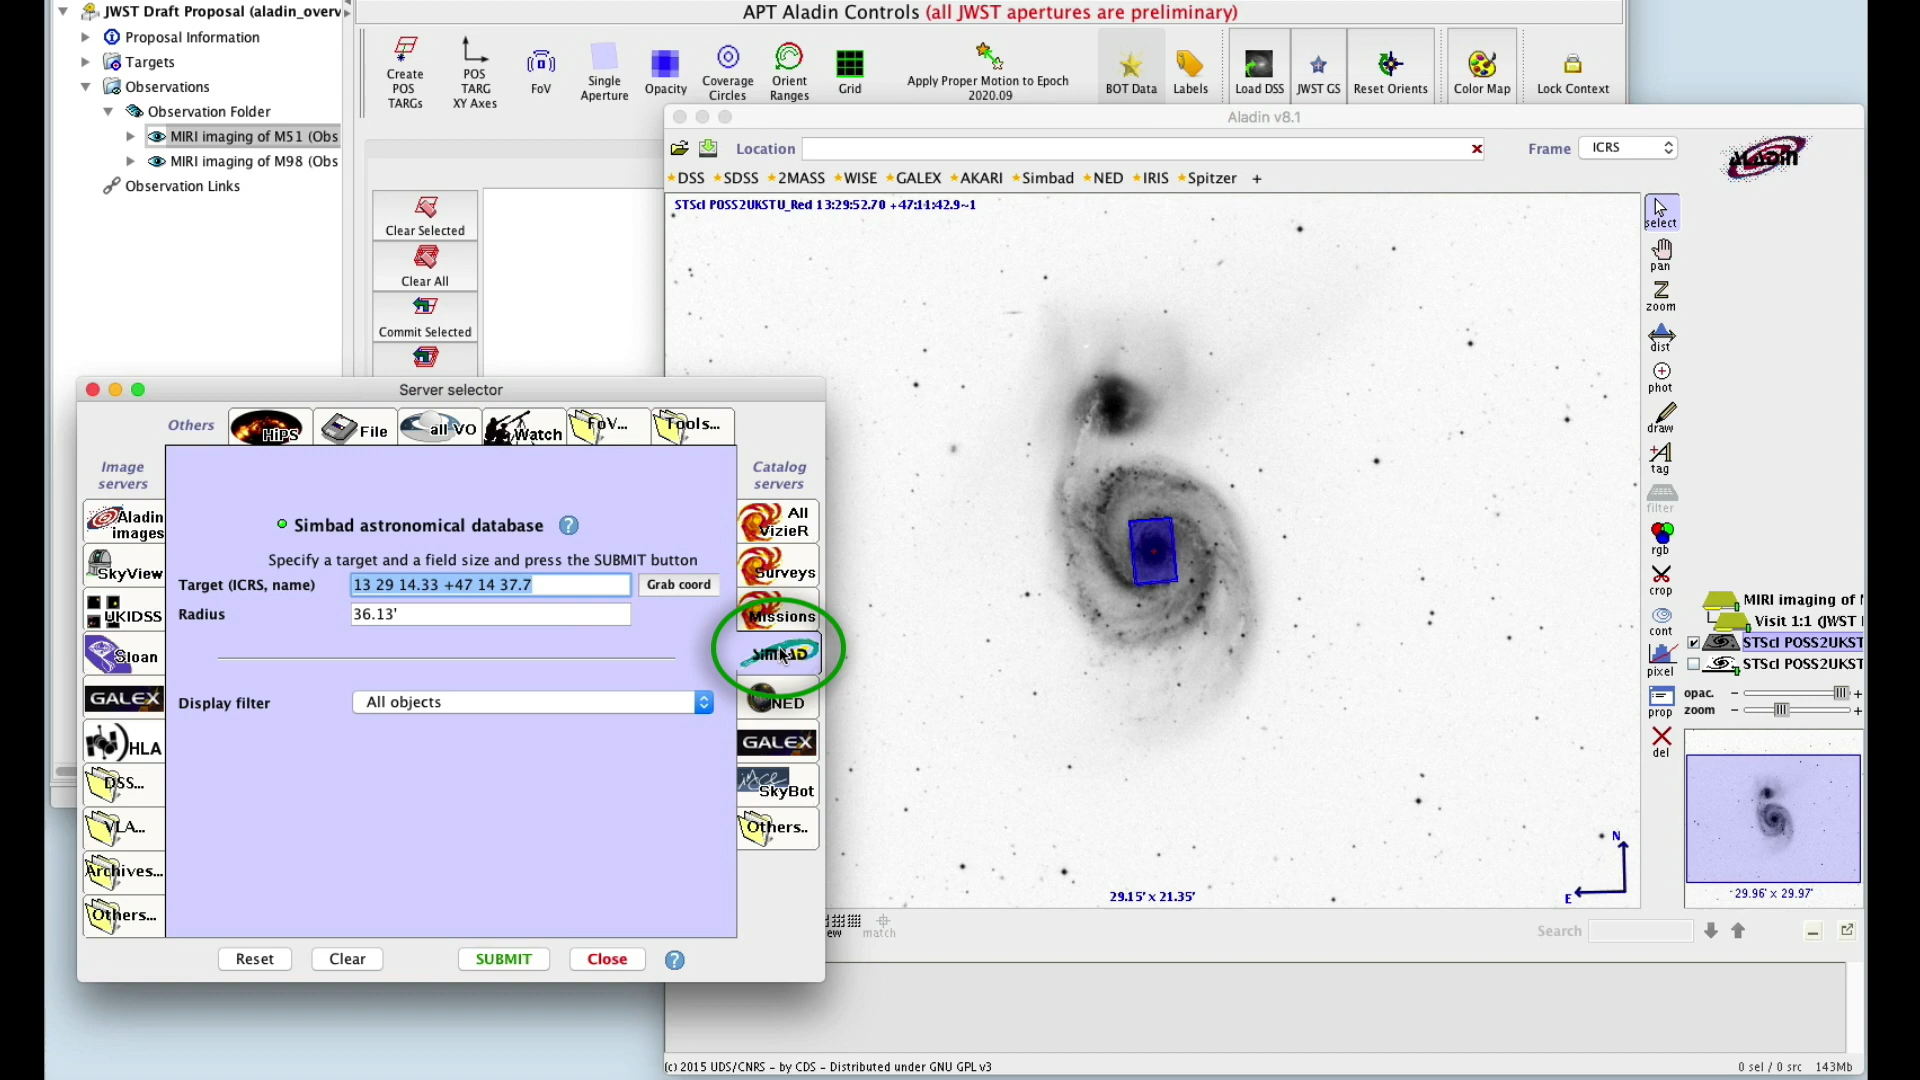 JWST Draft Proposal (aladin_overv
Proposal Information
Targets
Observations
Observation Folder
MIRI imaging of M51 (Obs
MIRI imaging of M98 (Obs
Observation Links
APT Aladin Controls (all JWST apertures are preliminary)
Create
POS
TARGs
POS
TARG
XY Axes
FoV
Single
Aperture
Opacity
Coverage
Circles
Orient
Ranges
Grid
Apply Proper Motion to Epoch
2020.09
BOT Data
Labels
Load DSS
JWST GS
Reset Orients
Color Map
Lock Context
Clear Selected
Clear All
Commit Selected
Aladin v8.1
Location
Frame
ICRS
ALADIN
DSS
SDSS
2MASS
WISE
GALEX
AKARI
Simbad
NED
IRIS
Spitzer
+
STScI POSS2UKSTU_Red 13:29:52.70 +47:11:42.9~1
select
pan
zoom
dist
phot
draw
tag
filter
rgb
crop
cont
pixel
prop
del
MIRI imaging of
Visit 1:1 (JWST
STScI POSS2UKST
STScI POSS2UKST
opac. - +
zoom - +
29.96' x 29.97'
N
E
29.15' x 21.35'
ew
match
Search
(c) 2015 UDS/CNRS - by CDS - Distributed under GNU GPL v3
0 sel / 0 src 143Mb
Server selector
Others
HiPS
File
all VO
Watch
FoV...
Tools...
Image
servers
Aladin
images
SkyView
UKIDSS
Sloan
GALEX
HLA
DSS...
VLA...
Archives...
Others...
Simbad astronomical database ?
Specify a target and a field size and press the SUBMIT button
Target (ICRS, name)
13 29 14.33 +47 14 37.7
Grab coord
Radius
36.13'
Display filter
All objects
Catalog
servers
All
VizieR
Surveys
Missions
SIMBAD
NED
GALEX
SkyBot
Others..
Reset
Clear
SUBMIT
Close
?